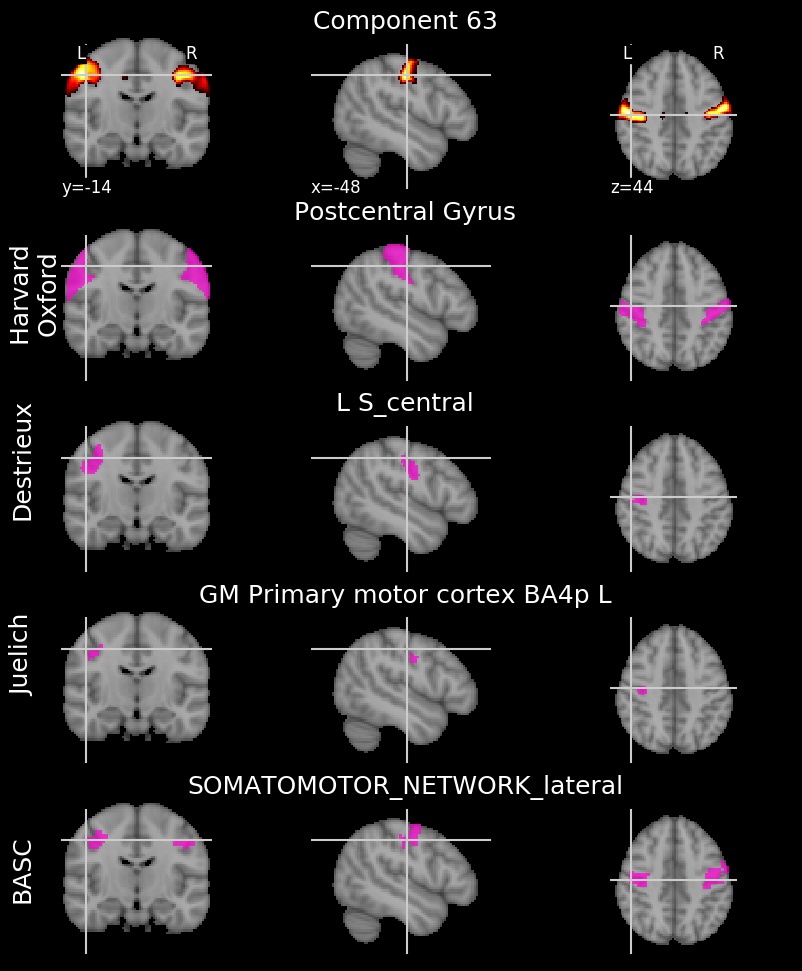 Component 63
L R
L R
y=-14
x=-48
z=44
Postcentral Gyrus
Harvard
Oxford
L S_central
Destrieux
GM Primary motor cortex BA4p L
Juelich
SOMATOMOTOR_NETWORK_lateral
BASC